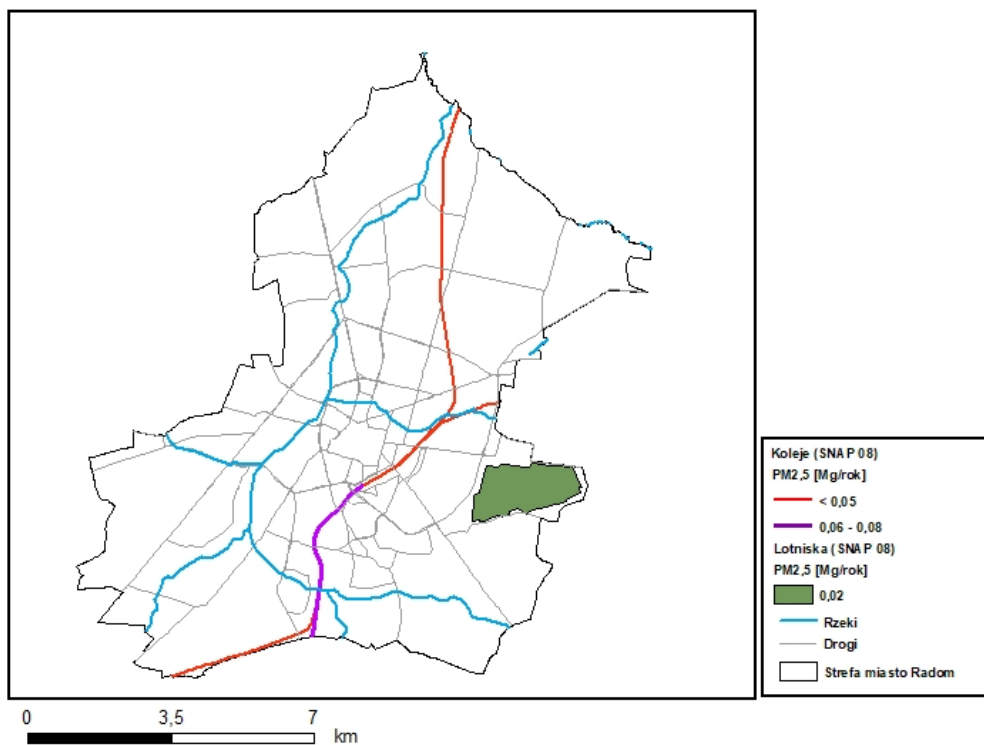 Koleje (SNAP 08)
PM2,5 [Mg/rok]
< 0,05
0,06 - 0,08
Lotniska (SNAP 08)
PM2,5 [Mg/rok]
0,02
Rzeki
Drogi
Strefa miasto Radom
0 3,5 7
km